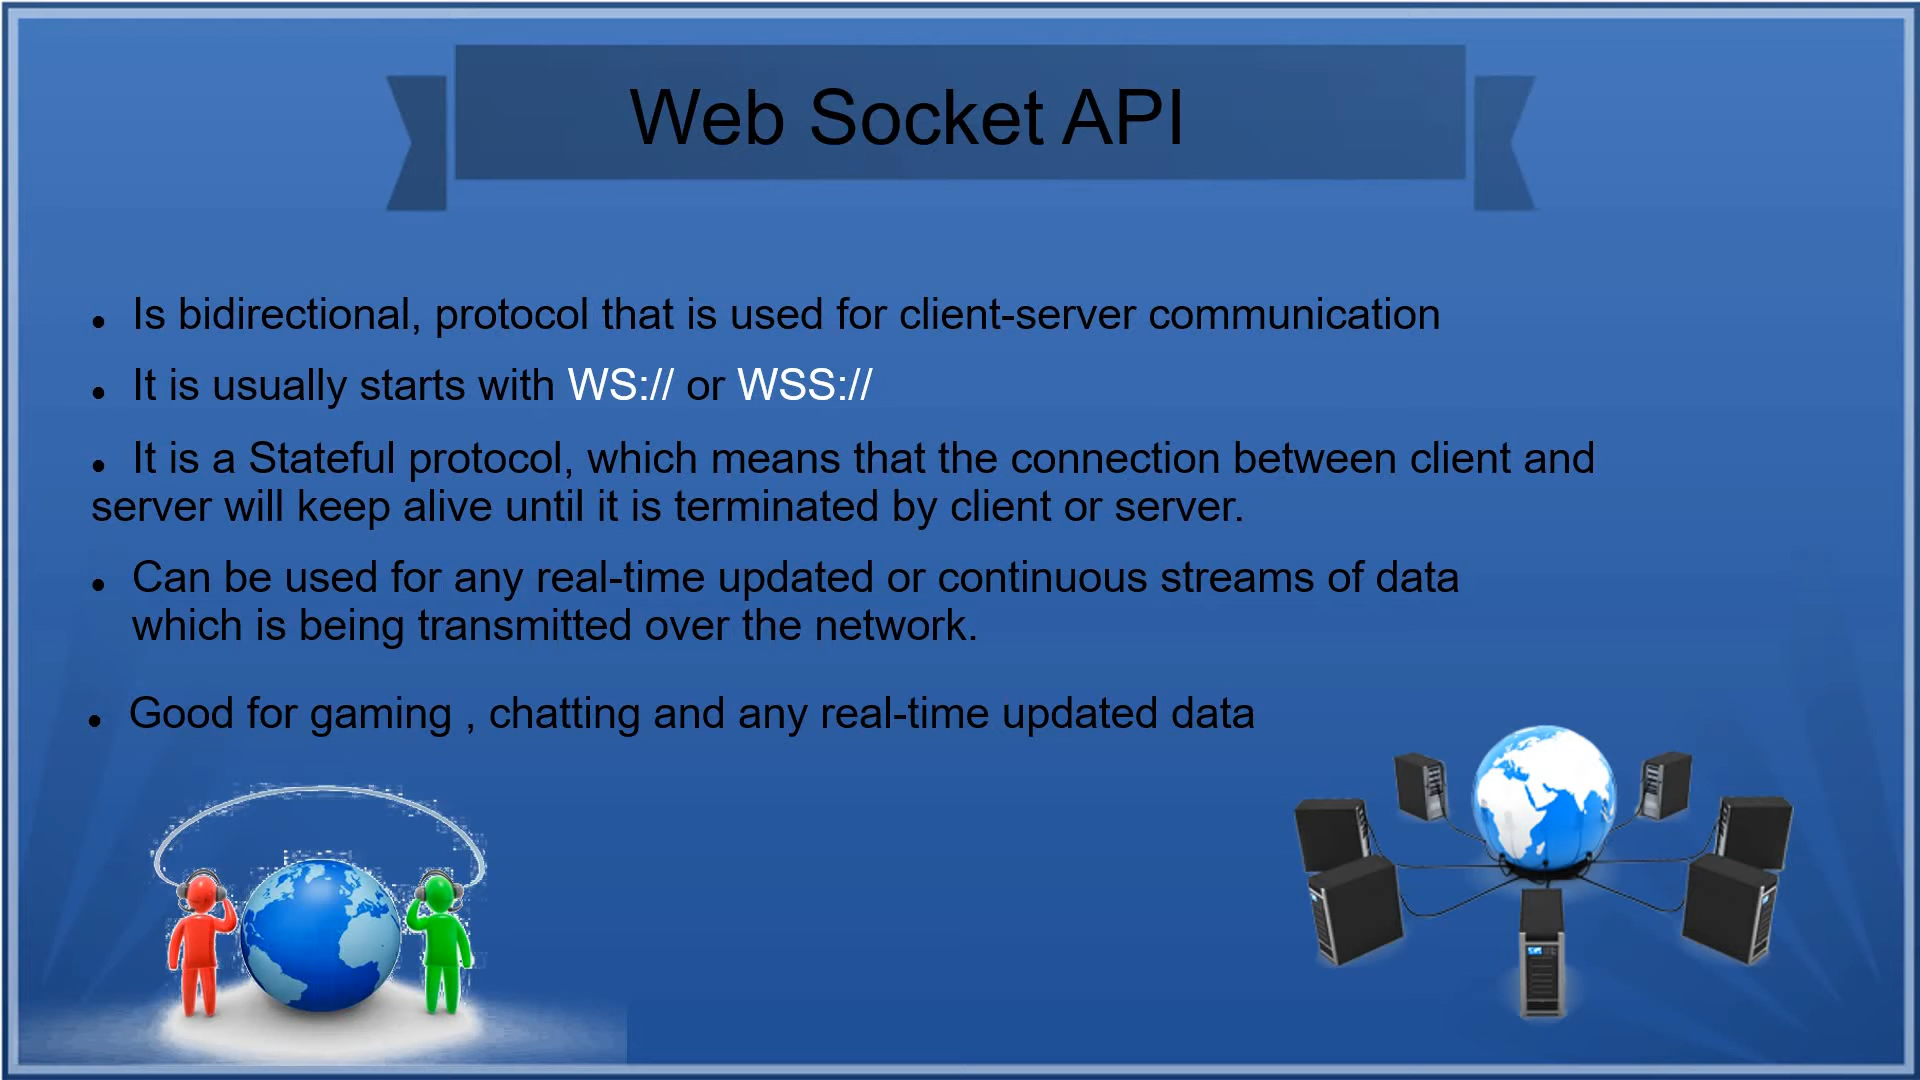 Web Socket API
● Is bidirectional, protocol that is used for client-server communication
● It is usually starts with WS:// or WSS://
● It is a Stateful protocol, which means that the connection between client and
server will keep alive until it is terminated by client or server.
● Can be used for any real-time updated or continuous streams of data
which is being transmitted over the network.
● Good for gaming , chatting and any real-time updated data